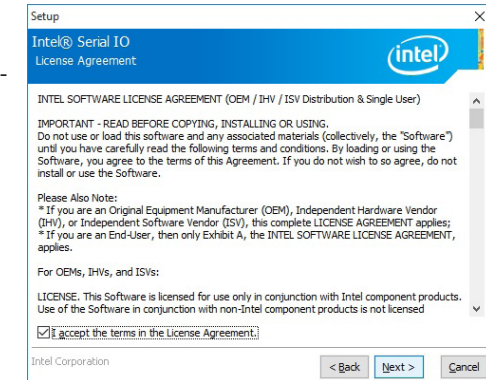 Setup
Intel® Serial IO
License Agreement
intel
INTEL SOFTWARE LICENSE AGREEMENT (OEM / IHV / ISV Distribution & Single User)
IMPORTANT - READ BEFORE COPYING, INSTALLING OR USING.
Do not use or load this software and any associated materials (collectively, the "Software")
until you have carefully read the following terms and conditions. By loading or using the
Software, you agree to the terms of this Agreement. If you do not wish to so agree, do not
install or use the Software.
Please Also Note:
* If you are an Original Equipment Manufacturer (OEM), Independent Hardware Vendor
(IHV), or Independent Software Vendor (ISV), this complete LICENSE AGREEMENT applies;
* If you are an End-User, then only Exhibit A, the INTEL SOFTWARE LICENSE AGREEMENT,
applies.
For OEMs, IHVs, and ISVs:
LICENSE. This Software is licensed for use only in conjunction with Intel component products.
Use of the Software in conjunction with non-Intel component products is not licensed
I accept the terms in the License Agreement.
Intel Corporation
< Back
Next >
Cancel